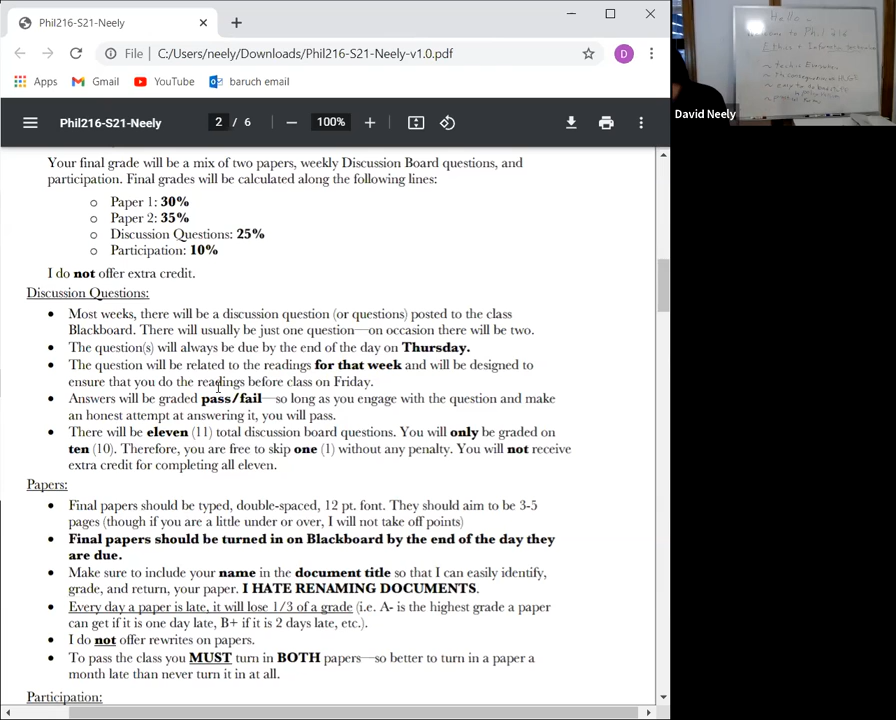 Phil216-S21-Neely
File C:/Users/neely/Downloads/Phil216-S21-Neely-v1.0.pdf
D
Apps Gmail YouTube baruch email
Phil216-S21-Neely 2 / 6 100%
Your final grade will be a mix of two papers, weekly Discussion Board questions, and
participation. Final grades will be calculated along the following lines:
o Paper 1: 30%
o Paper 2: 35%
o Discussion Questions: 25%
o Participation: 10%
I do not offer extra credit.
Discussion Questions:
• Most weeks, there will be a discussion question (or questions) posted to the class
Blackboard. There will usually be just one question—on occasion there will be two.
• The question(s) will always be due by the end of the day on Thursday.
• The question will be related to the readings for that week and will be designed to
ensure that you do the readings before class on Friday.
• Answers will be graded pass/fail—so long as you engage with the question and make
an honest attempt at answering it, you will pass.
• There will be eleven (11) total discussion board questions. You will only be graded on
ten (10). Therefore, you are free to skip one (1) without any penalty. You will not receive
extra credit for completing all eleven.
Papers:
• Final papers should be typed, double-spaced, 12 pt. font. They should aim to be 3-5
pages (though if you are a little under or over, I will not take off points)
• Final papers should be turned in on Blackboard by the end of the day they
are due.
• Make sure to include your name in the document title so that I can easily identify,
grade, and return, your paper. I HATE RENAMING DOCUMENTS.
• Every day a paper is late, it will lose 1/3 of a grade (i.e. A- is the highest grade a paper
can get if it is one day late, B+ if it is 2 days late, etc.).
• I do not offer rewrites on papers.
• To pass the class you MUST turn in BOTH papers—so better to turn in a paper a
month late than never turn it in at all.
Participation:
Hello
to Phil 216
Ethics
David Neely